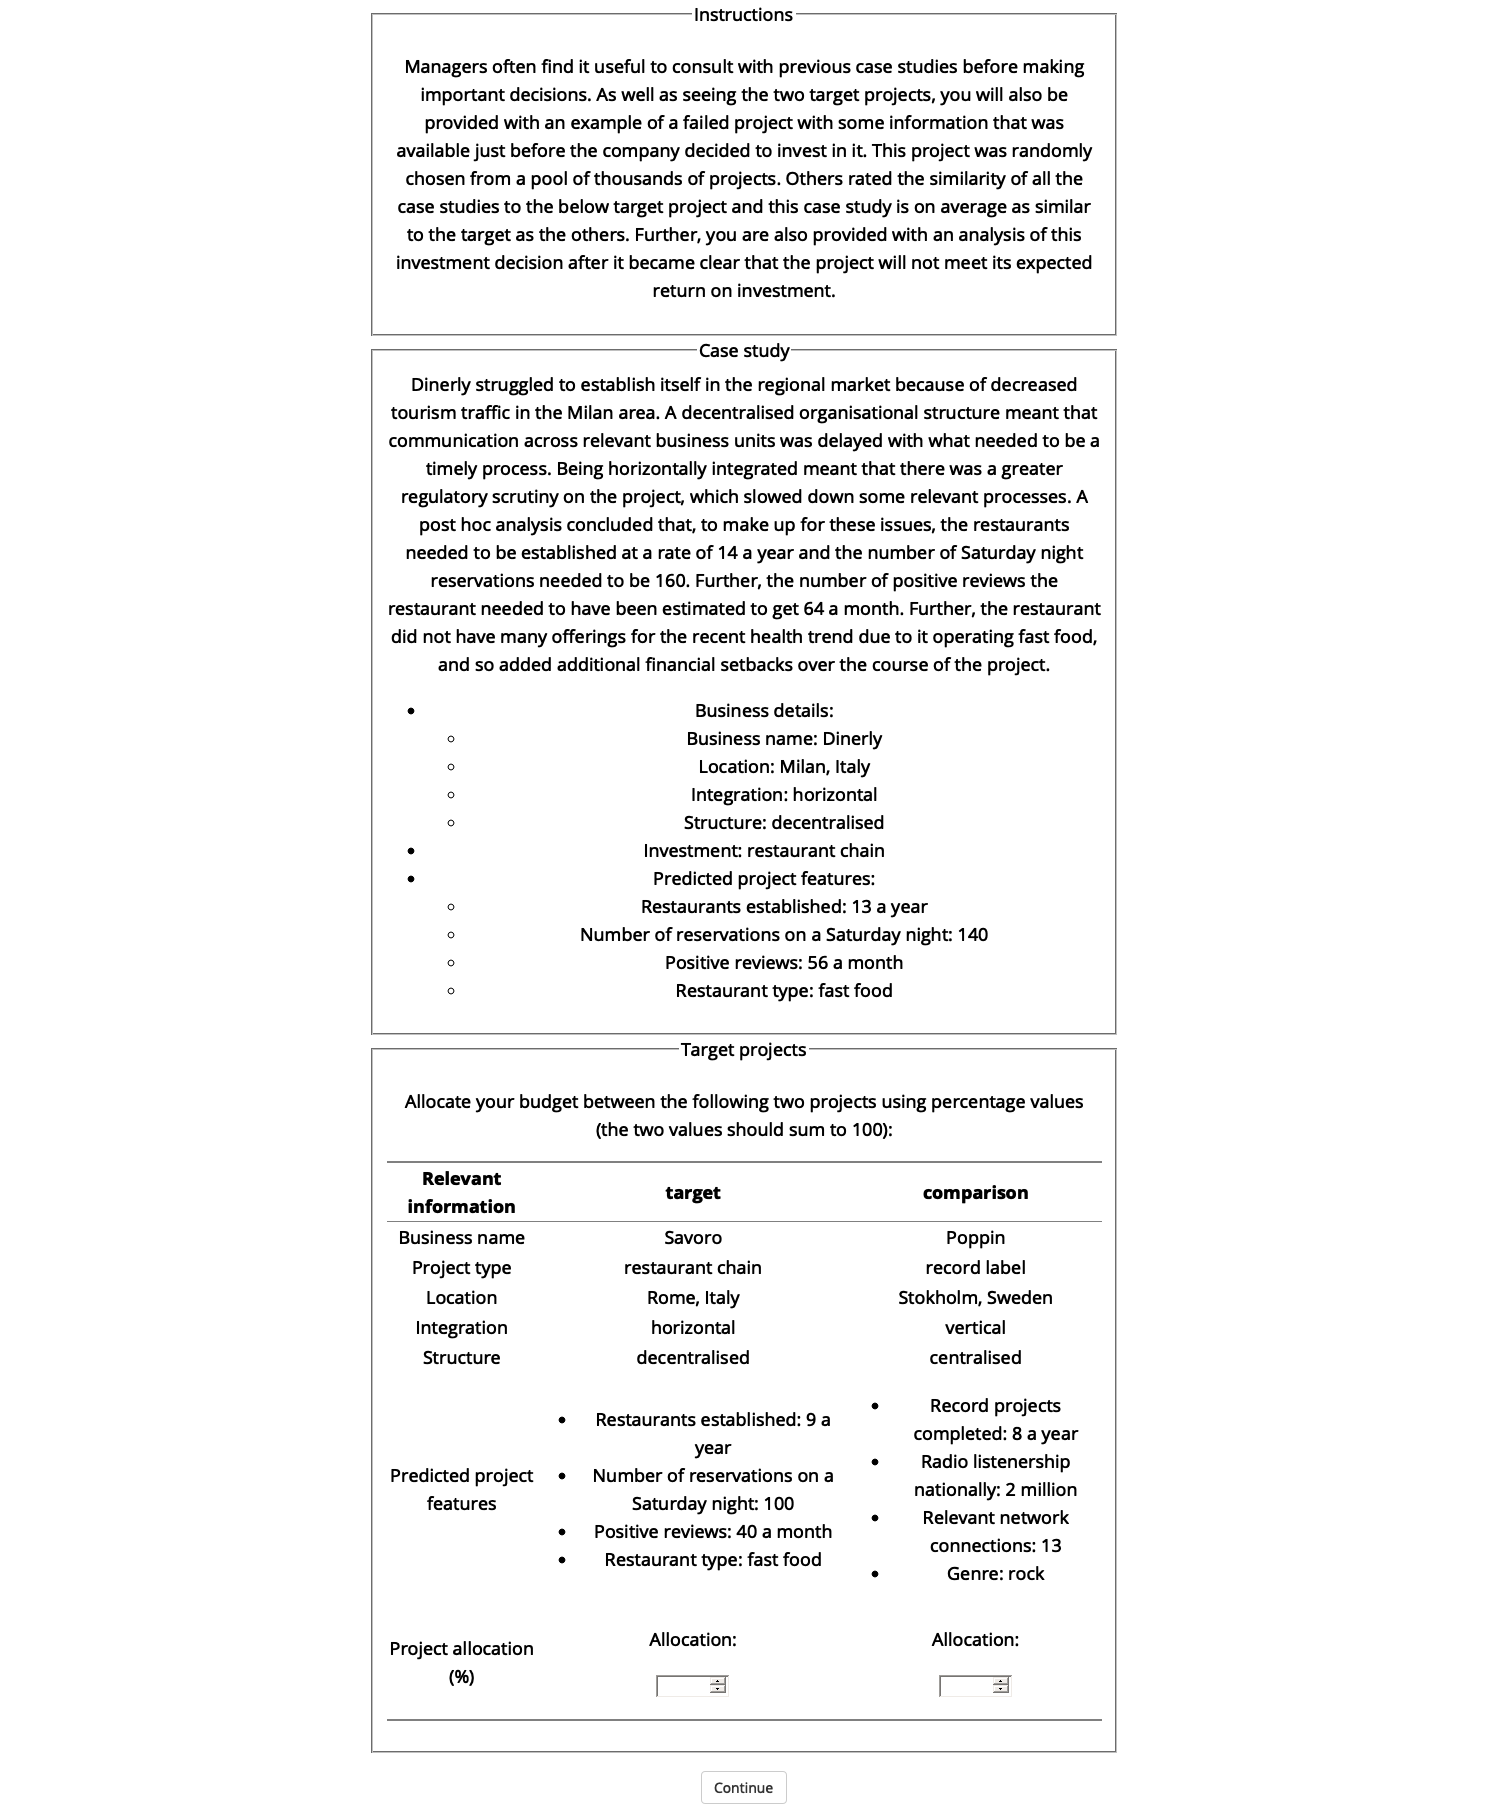 Instructions
Managers often find it useful to consult with previous case studies before making
important decisions. As well as seeing the two target projects, you will also be
provided with an example of a failed project with some information that was
available just before the company decided to invest in it. This project was randomly
chosen from a pool of thousands of projects. Others rated the similarity of all the
case studies to the below target project and this case study is on average as similar
to the target as the others. Further, you are also provided with an analysis of this
investment decision after it became clear that the project will not meet its expected
return on investment.
Case study
Dinerly struggled to establish itself in the regional market because of decreased
tourism traffic in the Milan area. A decentralised organisational structure meant that
communication across relevant business units was delayed with what needed to be a
timely process. Being horizontally integrated meant that there was a greater
regulatory scrutiny on the project, which slowed down some relevant processes. A
post hoc analysis concluded that, to make up for these issues, the restaurants
needed to be established at a rate of 14 a year and the number of Saturday night
reservations needed to be 160. Further, the number of positive reviews the
restaurant needed to have been estimated to get 64 a month. Further, the restaurant
did not have many offerings for the recent health trend due to it operating fast food,
and so added additional financial setbacks over the course of the project.
Business details:
Business name: Dinerly
Location: Milan, Italy
Integration: horizontal
Structure: decentralised
Investment: restaurant chain
Predicted project features:
Restaurants established: 13 a year
Number of reservations on a Saturday night: 140
Positive reviews: 56 a month
Restaurant type: fast food
Target projects
Allocate your budget between the following two projects using percentage values
(the two values should sum to 100):
Relevant
information
target
comparison
Business name
Savoro
Poppin
Project type
restaurant chain
record label
Location
Rome, Italy
Stokholm, Sweden
Integration
horizontal
vertical
Structure
decentralised
centralised
Predicted project
features
Restaurants established: 9 a
year
Number of reservations on a
Saturday night: 100
Positive reviews: 40 a month
Restaurant type: fast food
Record projects
completed: 8 a year
Radio listenership
nationally: 2 million
Relevant network
connections: 13
Genre: rock
Project allocation
(%)
Allocation:
Allocation:
Continue